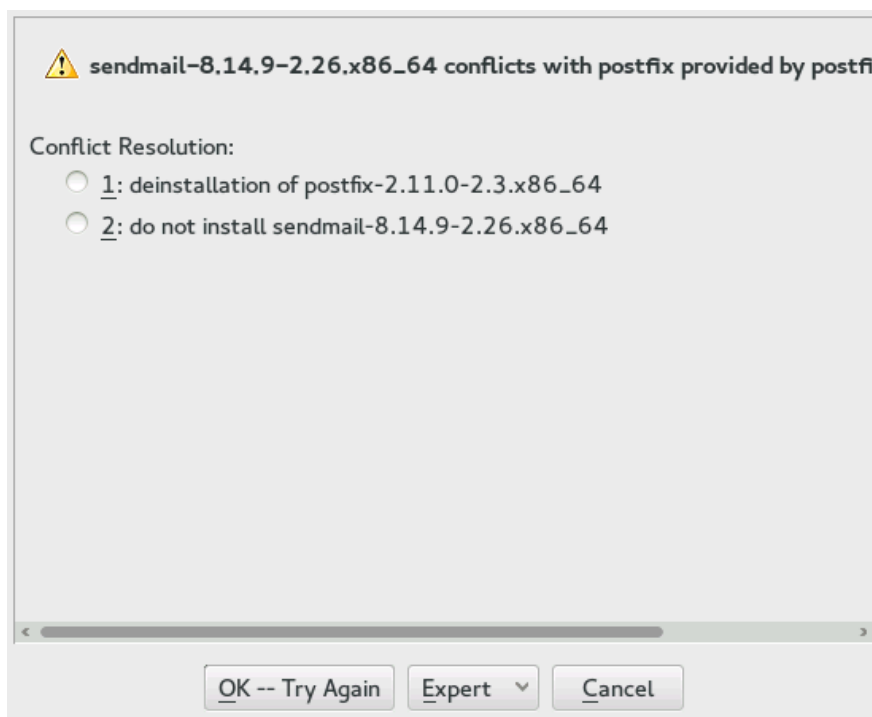 sendmail-8.14.9-2.26.x86_64 conflicts with postfix provided by postfi
Conflict Resolution:
1: deinstallation of postfix-2.11.0-2.3.x86_64
2: do not install sendmail-8.14.9-2.26.x86_64
OK -- Try Again Expert Cancel